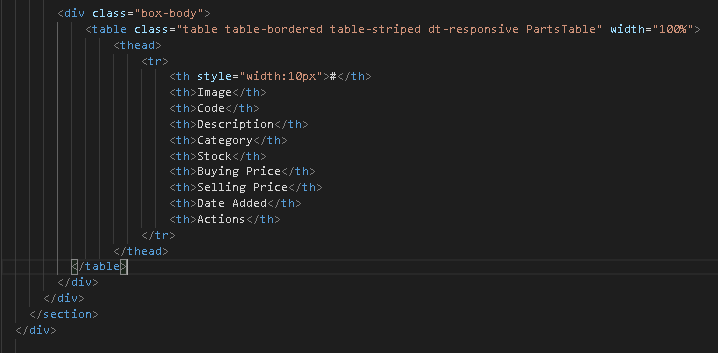 <div class="box-body">
<table class="table table-bordered table-striped dt-responsive PartsTable" width="100%">
<thead>
<tr>
<th style="width:10px">#</th>
<th>Image</th>
<th>Code</th>
<th>Description</th>
<th>Category</th>
<th>Stock</th>
<th>Buying Price</th>
<th>Selling Price</th>
<th>Date Added</th>
<th>Actions</th>
</tr>
</thead>
</table>
</div>
</div>
</section>
</div>